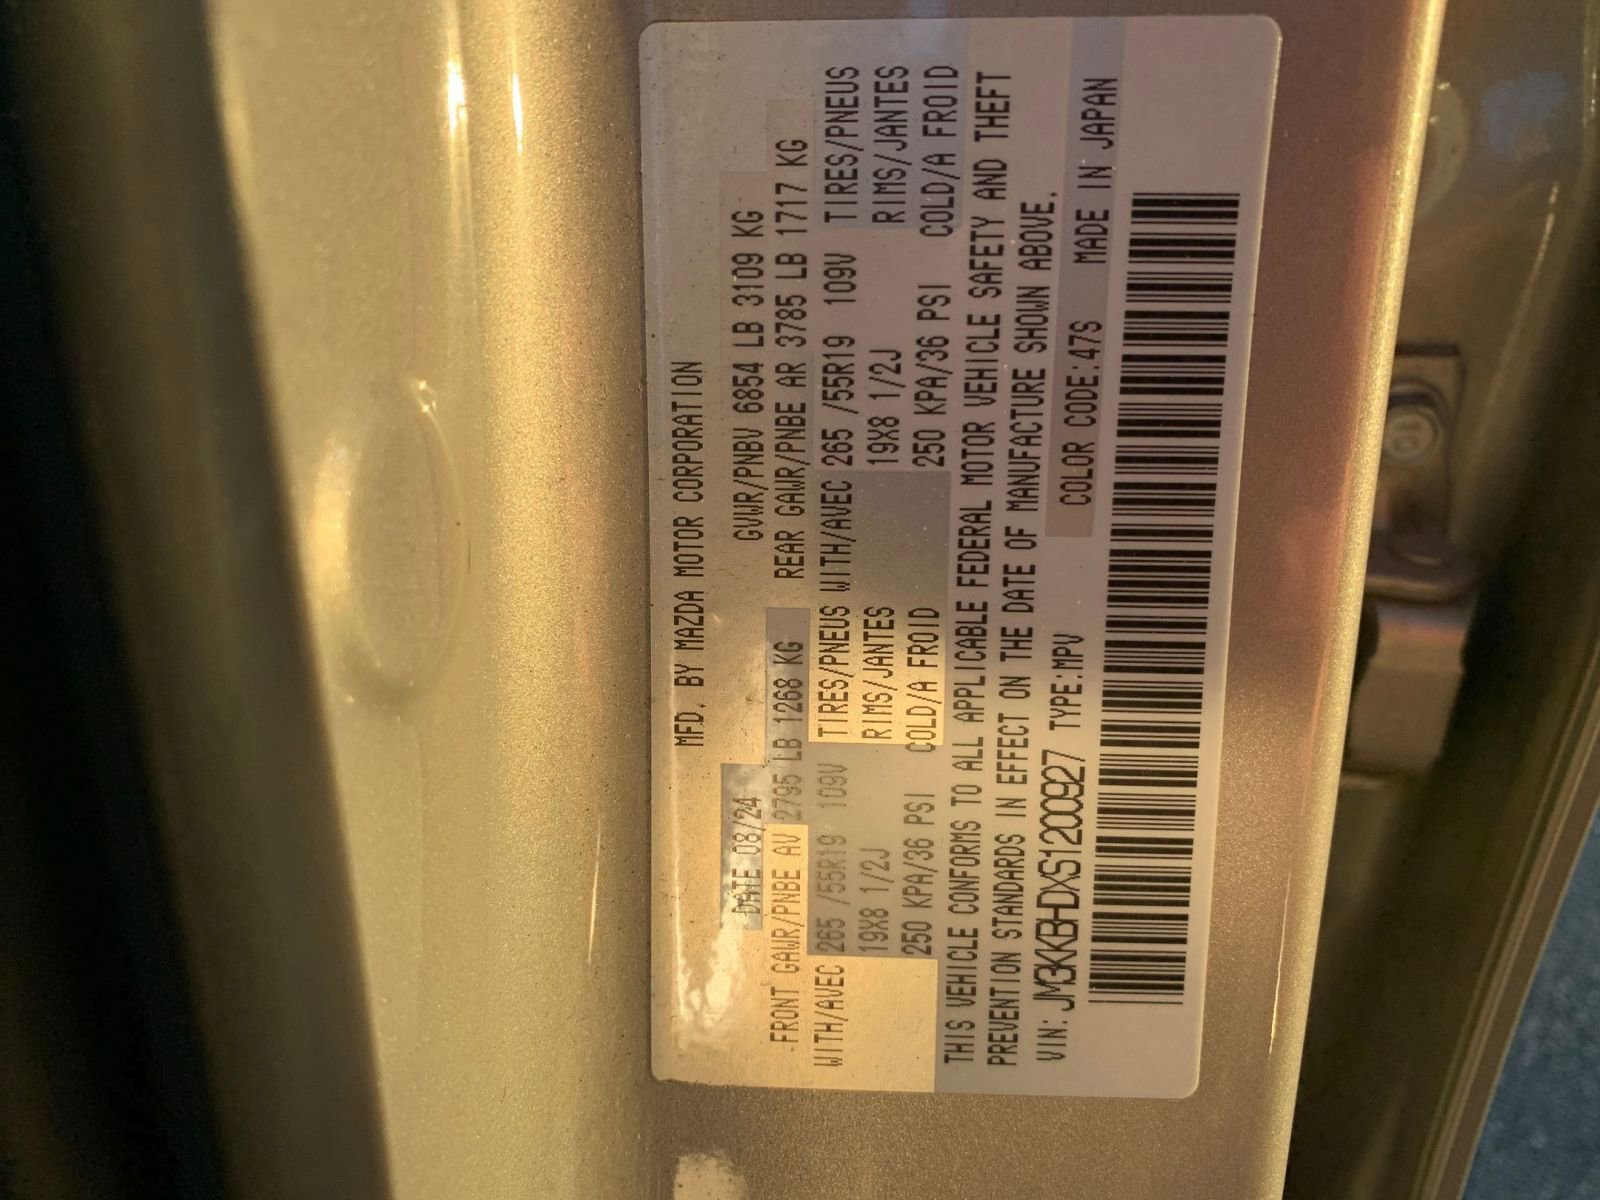 MFD. BY MAZDA MOTOR CORPORATION
DATE 08/24 GVWR/PNBV 6854 LB 3109 KG
FRONT GAWR/PNBE AV 2795 LB 1268 KG REAR GAWR/PNBE AR 3785 LB 1717 KG
WITH/AVEC 265 /55R19 109V TIRES/PNEUS WITH/AVEC 265 /55R19 109V TIRES/PNEUS
19X8 1/2J RIMS/JANTES 19X8 1/2J RIMS/JANTES
250 KPA/36 PSI COLD/A FROID 250 KPA/36 PSI COLD/A FROID
THIS VEHICLE CONFORMS TO ALL APPLICABLE FEDERAL MOTOR VEHICLE SAFETY AND THEFT
PREVENTION STANDARDS IN EFFECT ON THE DATE OF MANUFACTURE SHOWN ABOVE.
VIN: JM3KKBHDXS1200927 TYPE:MPV COLOR CODE:47S MADE IN JAPAN